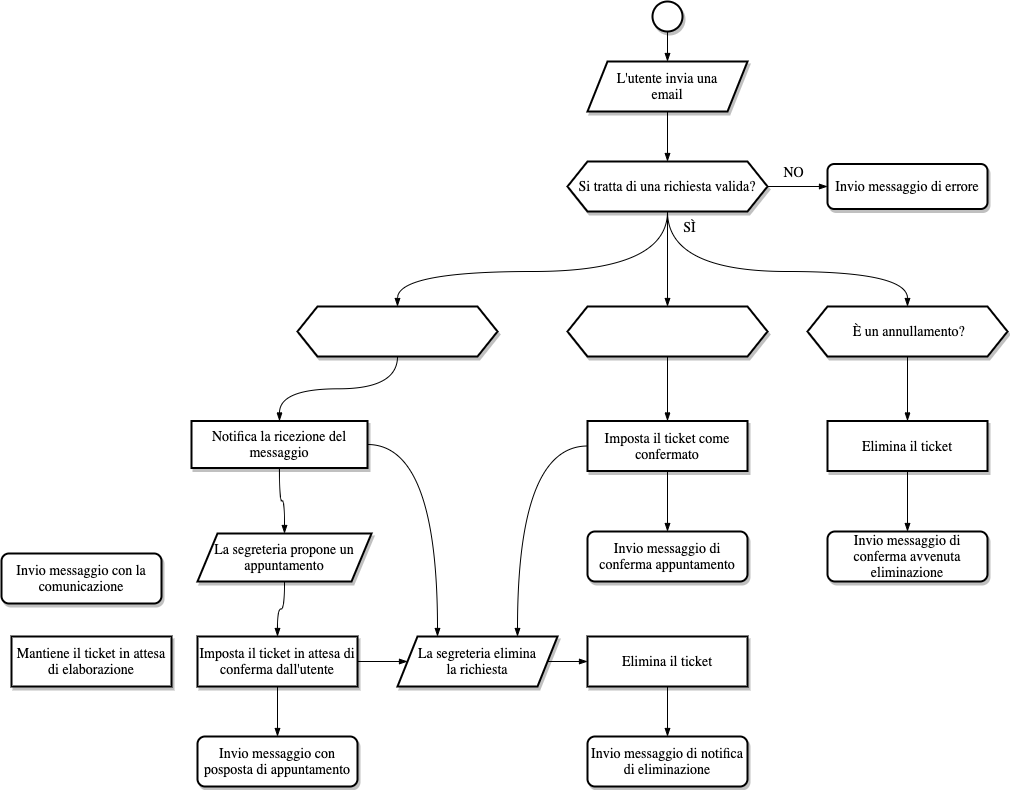 L'utente invia una
email
Si tratta di una richiesta valida?
NO
Invio messaggio di errore
SÌ
È un annullamento?
Notifica la ricezione del
messaggio
Imposta il ticket come
confermato
Elimina il ticket
La segreteria propone un
appuntamento
Invio messaggio di
conferma appuntamento
Invio messaggio di
conferma avvenuta
eliminazione
Invio messaggio con la
comunicazione
Mantiene il ticket in attesa
di elaborazione
Imposta il ticket in attesa di
conferma dall'utente
La segreteria elimina
la richiesta
Elimina il ticket
Invio messaggio con
posposta di appuntamento
Invio messaggio di notifica
di eliminazione